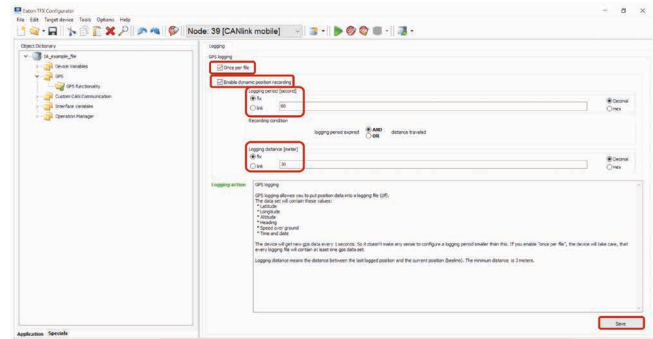 Eaton TFX Configurator
File Edit Target device Tools Options Help
Node: 39 [CANlink mobile]
Object Dictionary
Logging
GPS logging
Device Variables
GPS
GPS functionality
Custom CAN Communication
Interface Variables
Operation Manager
Once per file
Enable dynamic position recording
Logging period [second]
fix
link
60
Decimal
Hex
Recording condition
logging period expired
AND
OR
distance traveled
Logging distance [meter]
fix
link
30
Decimal
Hex
Logging action
GPS logging
GPS logging allowes you to put position data into a logging file (ulf).
The data set will contain these values:
* Latitude
* Longitude
* Altitude
* Heading
* Speed over ground
* Time and date
The device will get new gps data every 1 seconds. So it doesn't make any sense to configure a logging period smaller than this. If you enable "once per file", the device will take care, that
every logging file will contain at least one gps data set.
Logging distance means the distance between the last logged position and the current position (beeline). The minimum distance is 3 meters.
Save
Application Specials